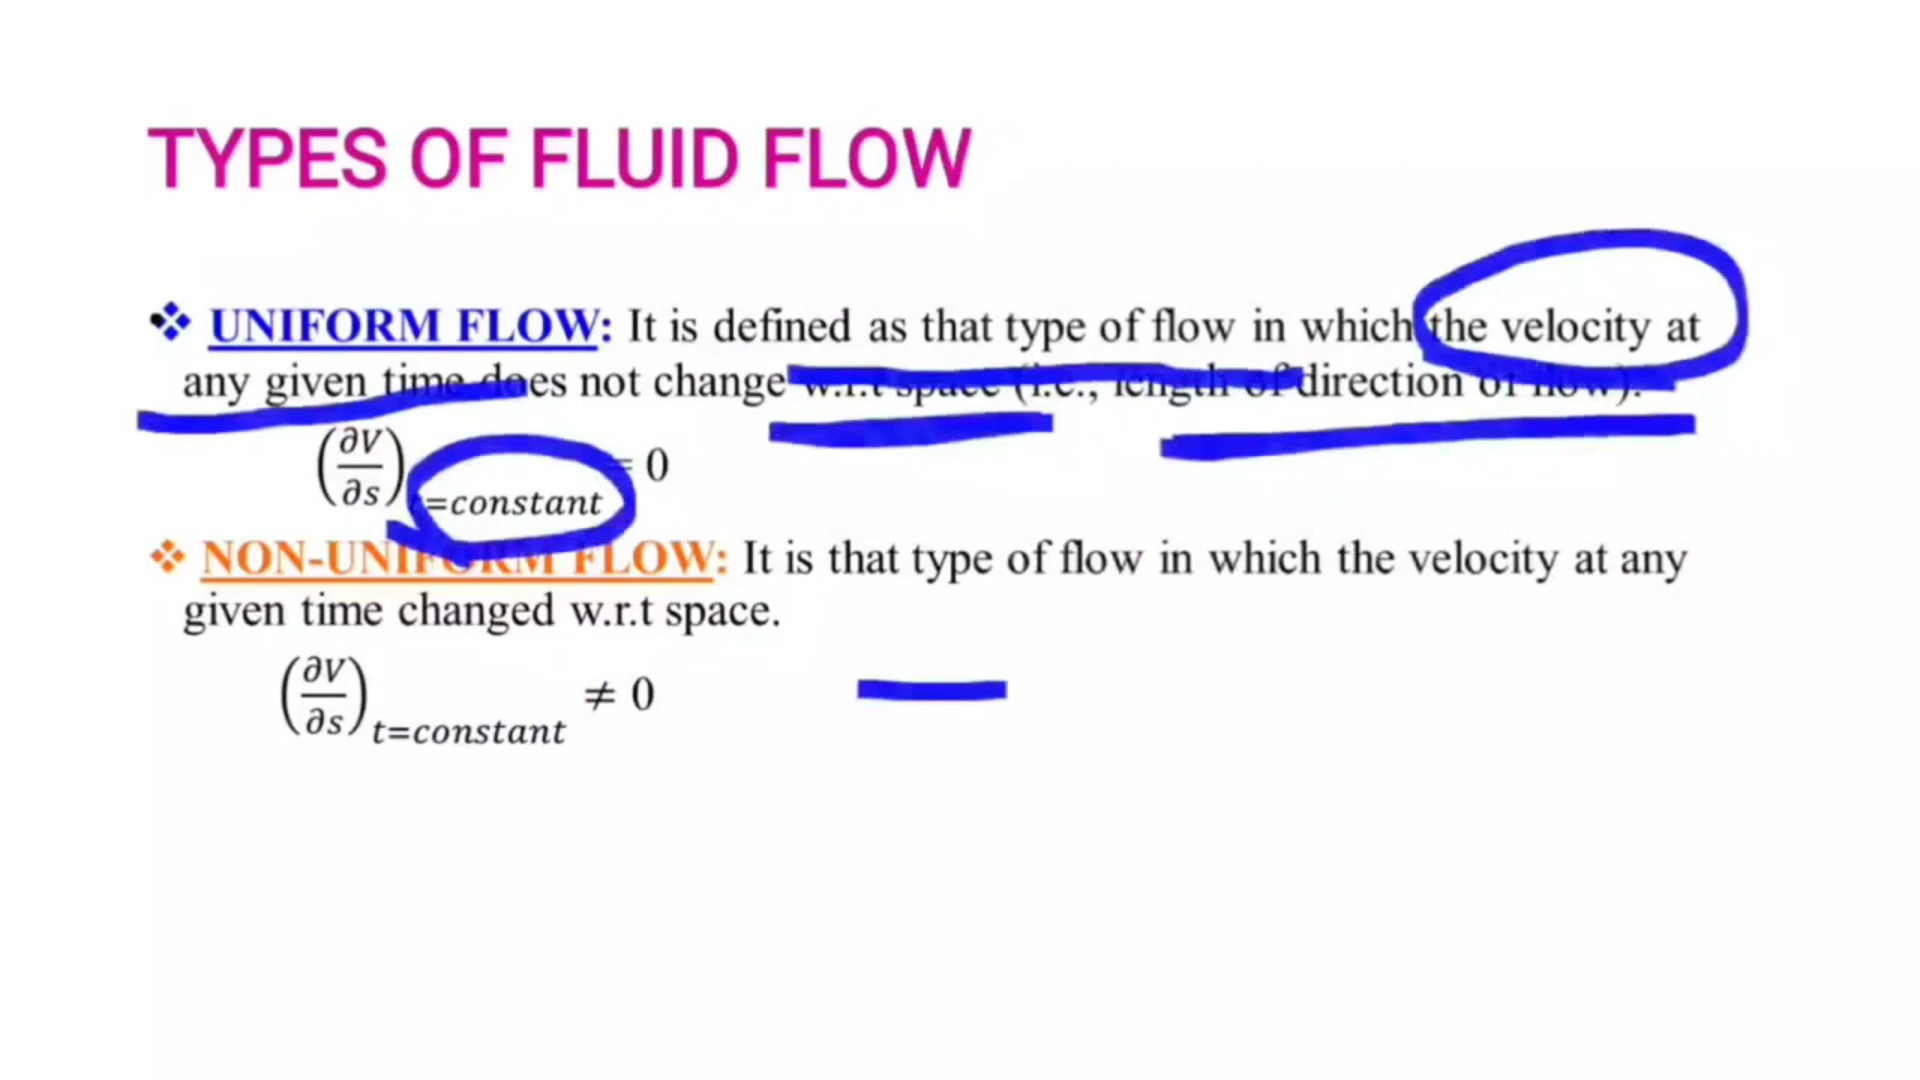 TYPES OF FLUID FLOW
❖ UNIFORM FLOW: It is defined as that type of flow in which the velocity at
any given time does not change w.r.t space (i.e., length of direction of flow).
(∂V/∂s) t=constant = 0
❖ NON-UNIFORM FLOW: It is that type of flow in which the velocity at any
given time changed w.r.t space.
(∂V/∂s) t=constant ≠ 0